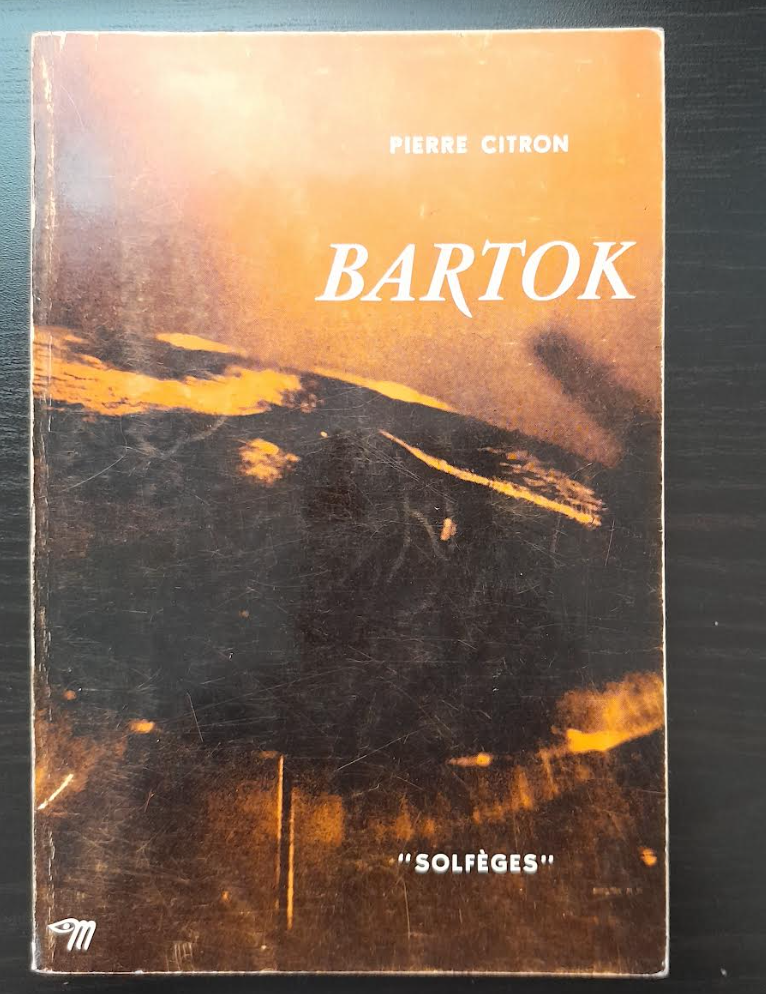 PIERRE CITRON
BARTOK
"SOLFÈGES"
M